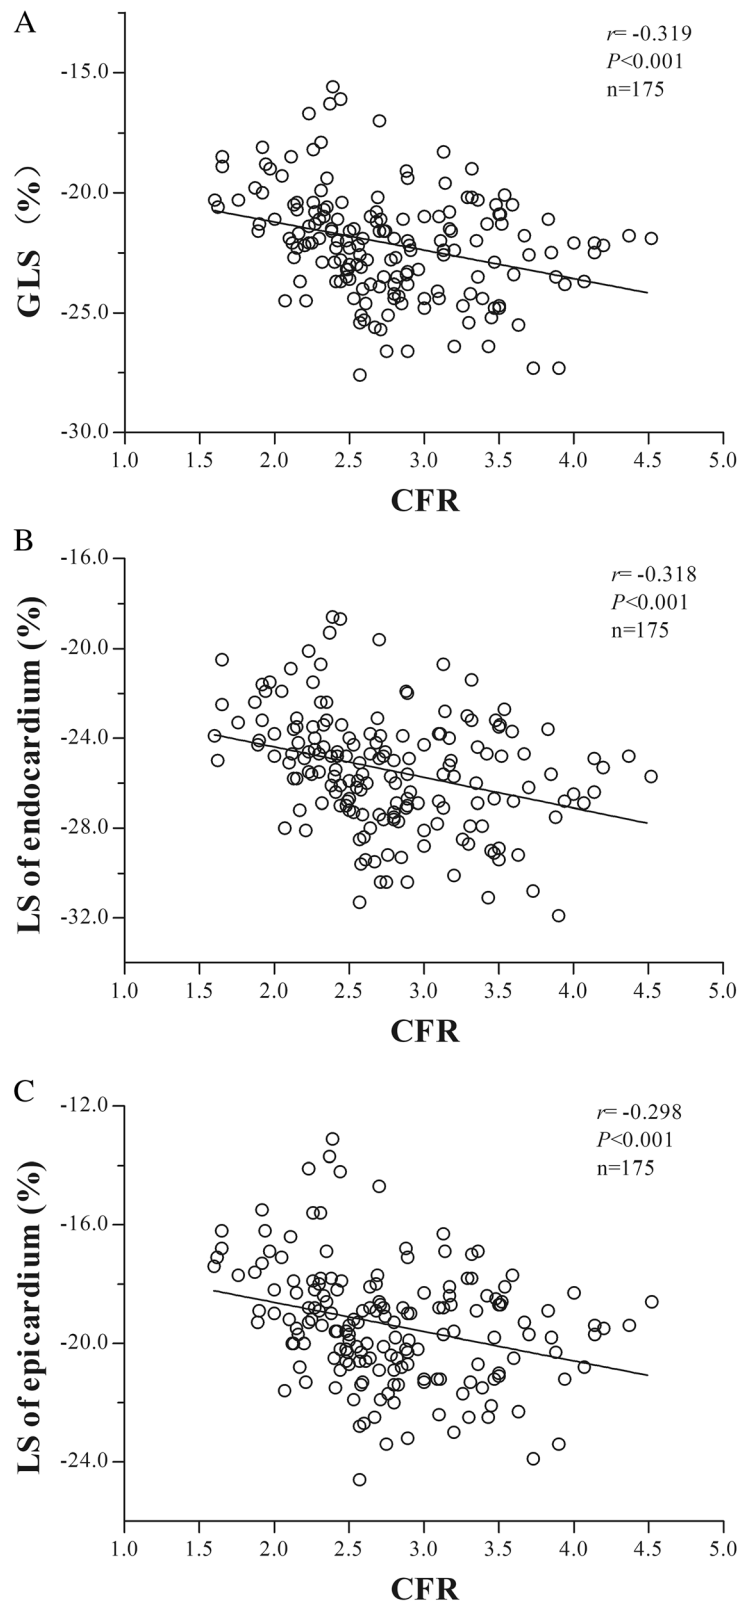 A
r= -0.319
P<0.001
n=175
-15.0
-20.0
-25.0
-30.0
GLS (%)
1.0 1.5 2.0 2.5 3.0 3.5 4.0 4.5 5.0
CFR
B
r= -0.318
P<0.001
n=175
-16.0
-20.0
-24.0
-28.0
-32.0
LS of endocardium (%)
1.0 1.5 2.0 2.5 3.0 3.5 4.0 4.5 5.0
CFR
C
r= -0.298
P<0.001
n=175
-12.0
-16.0
-20.0
-24.0
LS of epicardium (%)
1.0 1.5 2.0 2.5 3.0 3.5 4.0 4.5 5.0
CFR